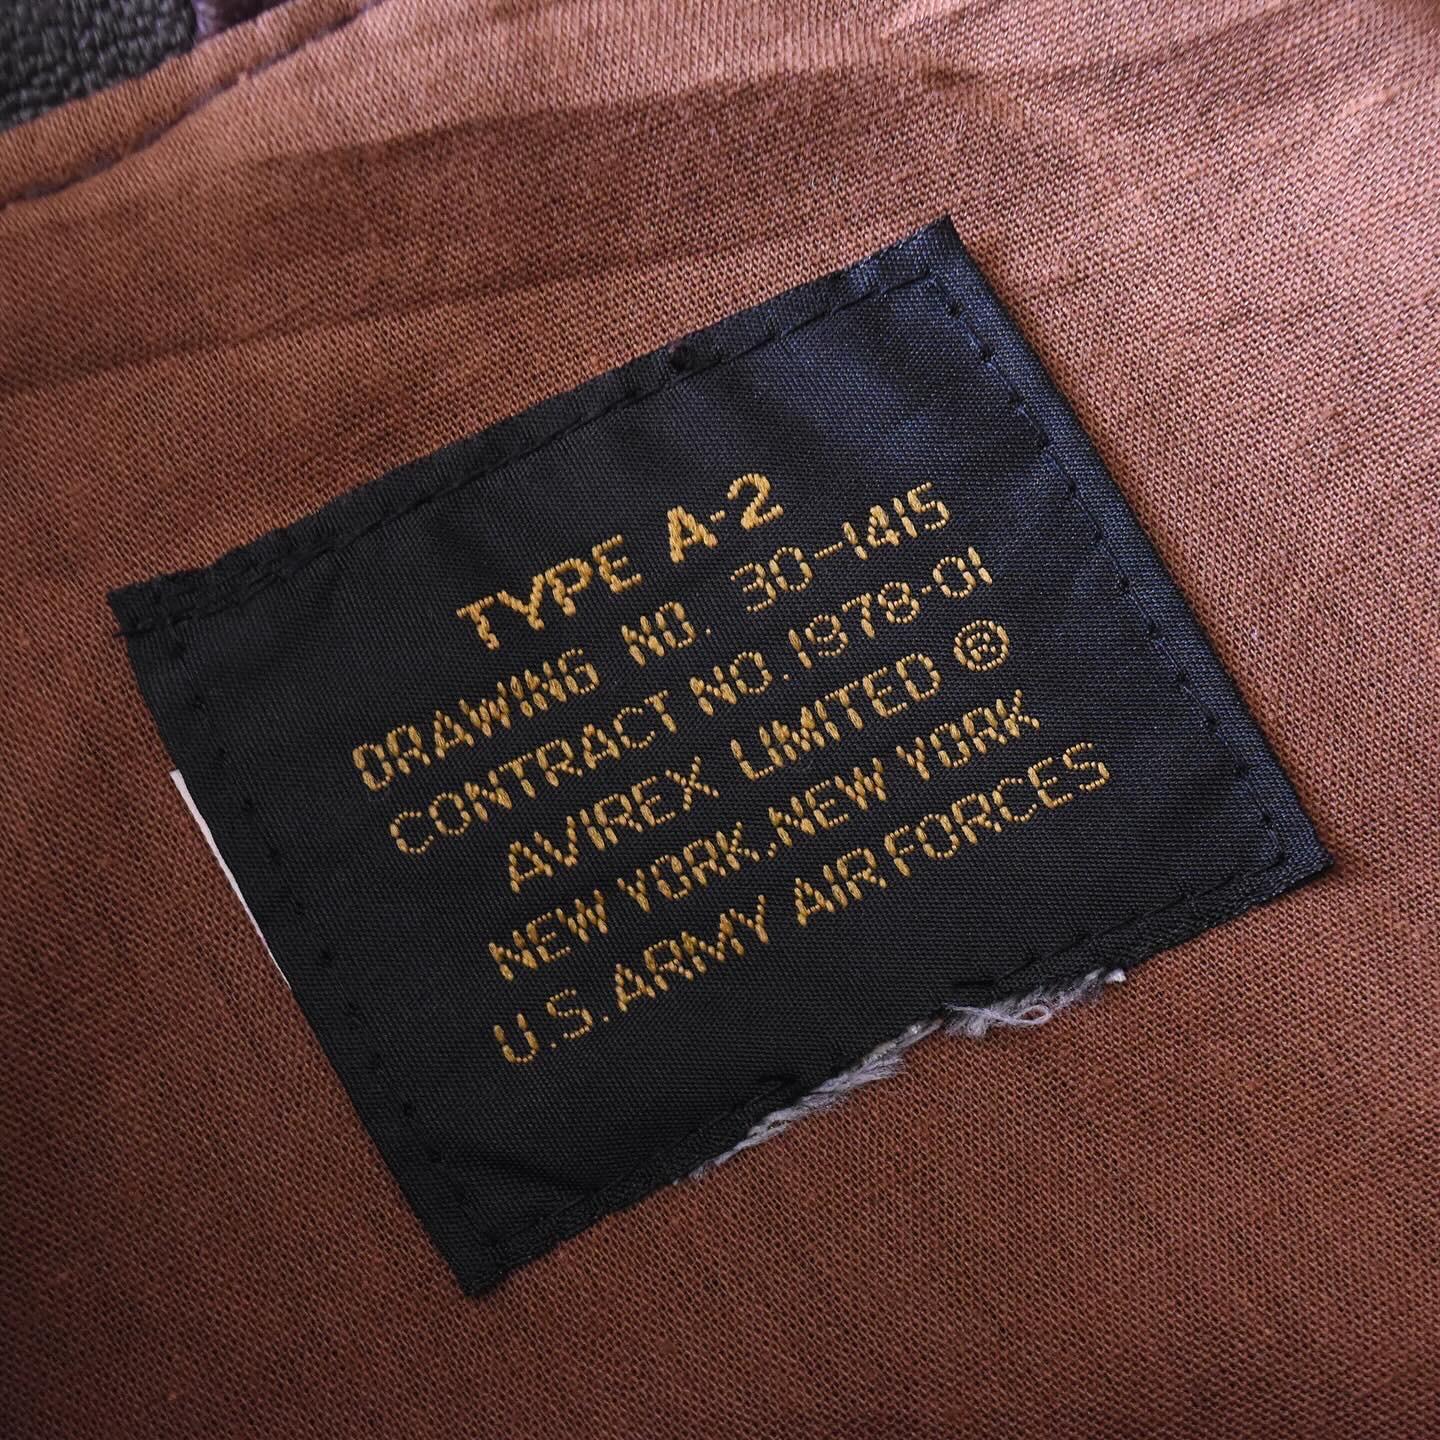 TYPE A-2
DRAWING NO. 30-1415
CONTRACT NO. 1978-01
AVIREX LIMITED ®
NEW YORK, NEW YORK
U.S. ARMY AIR FORCES